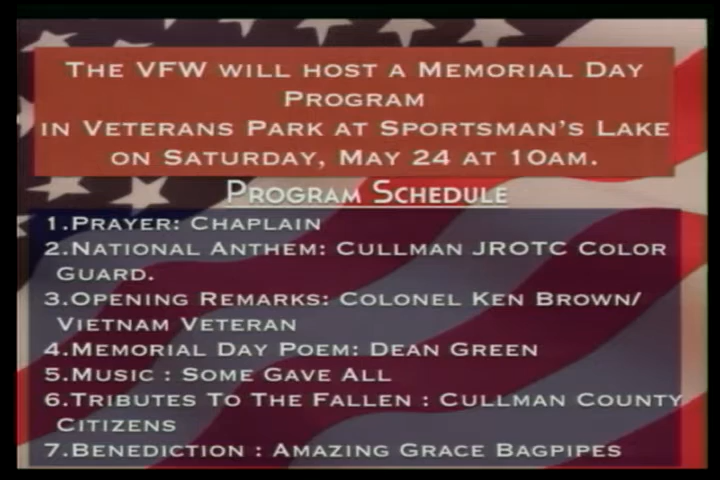 The VFW will host a Memorial Day
Program
in Veterans Park at Sportsman's Lake
on Saturday, May 24 at 10am.
Program Schedule
1.Prayer: Chaplain
2.National Anthem: Cullman JROTC Color
Guard.
3.Opening Remarks: Colonel Ken Brown/
Vietnam Veteran
4.Memorial Day Poem: Dean Green
5.Music : Some Gave All
6.Tributes To The Fallen : Cullman County
Citizens
7.Benediction : Amazing Grace Bagpipes